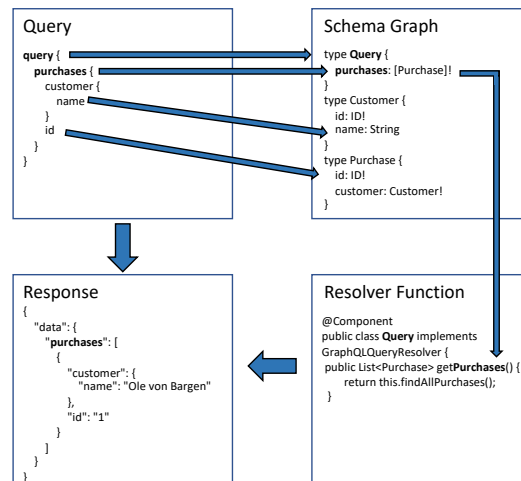 Query
query {
purchases {
customer {
name
}
id
}
}
Schema Graph
type Query {
purchases: [Purchase]!
}
type Customer {
id: ID!
name: String
}
type Purchase {
id: ID!
customer: Customer!
}
Response
{
"data": {
"purchases": [
{
"customer": {
"name": "Ole von Bargen"
},
"id": "1"
}
]
}
}
Resolver Function
@Component
public class Query implements
GraphQLQueryResolver {
public List<Purchase> getPurchases() {
return this.findAllPurchases();
}